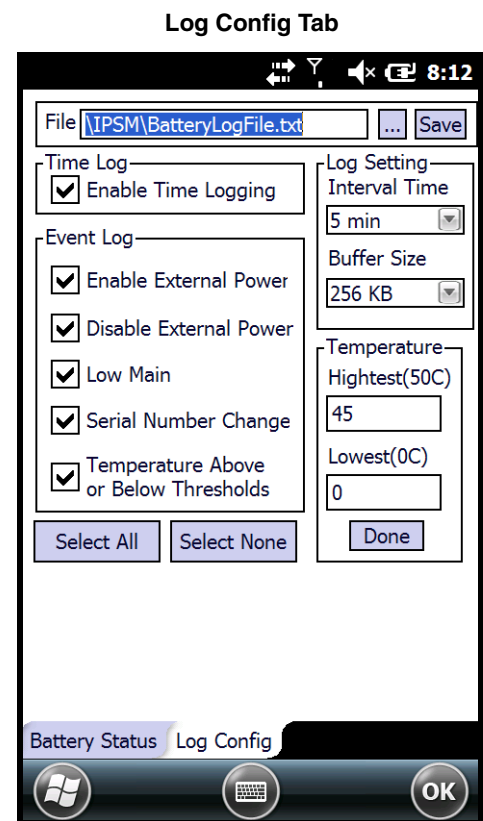 Log Config Tab
8:12
File \IPSM\BatteryLogFile.txt ... Save
Time Log
Enable Time Logging
Event Log
Enable External Power
Disable External Power
Low Main
Serial Number Change
Temperature Above
or Below Thresholds
Select All Select None
Log Setting
Interval Time
5 min
Buffer Size
256 KB
Temperature
Hightest(50C)
45
Lowest(0C)
0
Done
Battery Status Log Config
OK